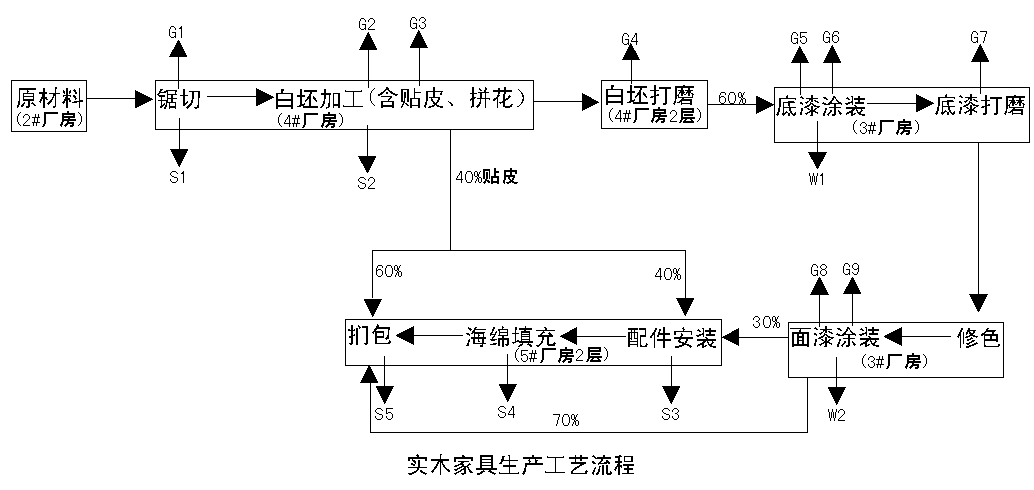 G1
G2
G3
G4
G5
G6
G7
原材料
(2#厂房)
锯切
白坯加工(含贴皮、拼花)
(4#厂房)
白坯打磨
(4#厂房2层)
60%
底漆涂装
底漆打磨
(3#厂房)
S1
S2
40%贴皮
W1
60%
40%
G8
G9
扪包
海绵填充
配件安装
(5#厂房2层)
30%
面漆涂装
修色
(3#厂房)
S5
S4
S3
W2
70%
实木家具生产工艺流程